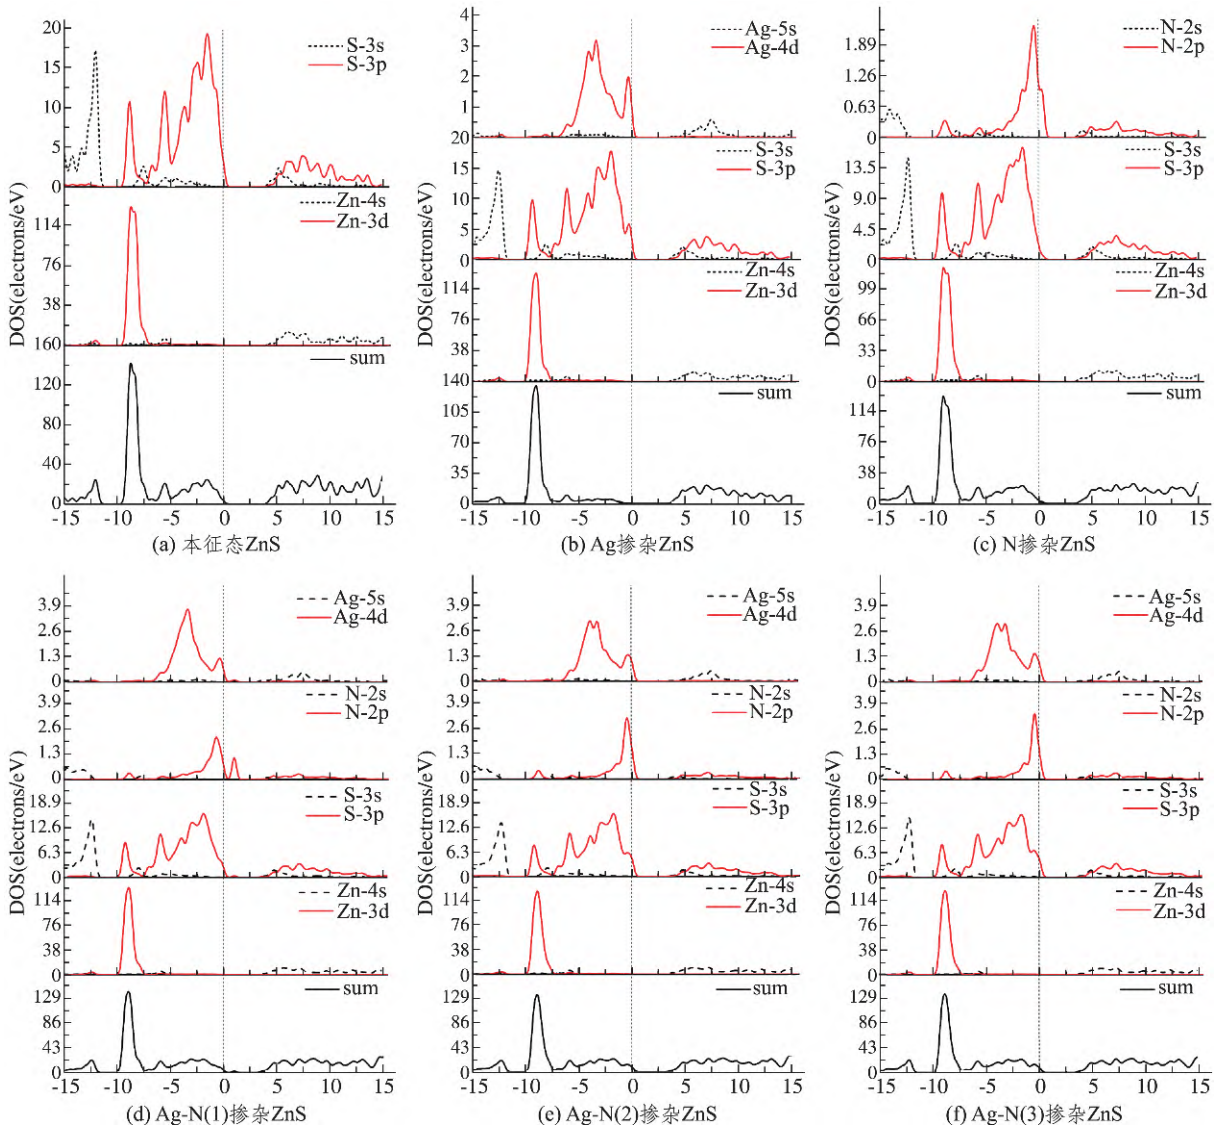 DOS(electrons/eV)
20
15
10
5
0
S-3s
S-3p
114
76
38
160
Zn-4s
Zn-3d
120
80
40
0
sum
-15 -10 -5 0 5 10 15
(a) 本征态ZnS
DOS(electrons/eV)
4
3
2
1
20
Ag-5s
Ag-4d
15
10
5
0
S-3s
S-3p
114
76
38
140
Zn-4s
Zn-3d
105
70
35
0
sum
-15 -10 -5 0 5 10 15
(b) Ag掺杂ZnS
DOS(electrons/eV)
1.89
1.26
0.63
0
N-2s
N-2p
13.5
9.0
4.5
0.0
S-3s
S-3p
99
66
33
0
Zn-4s
Zn-3d
114
76
38
0
sum
-15 -10 -5 0 5 10 15
(c) N掺杂ZnS
DOS(electrons/eV)
3.9
2.6
1.3
0
Ag-5s
Ag-4d
3.9
2.6
1.3
0
N-2s
N-2p
18.9
12.6
6.3
0
S-3s
S-3p
114
76
38
0
Zn-4s
Zn-3d
129
86
43
0
sum
-15 -10 -5 0 5 10 15
(d) Ag-N(1)掺杂ZnS
DOS(electrons/eV)
3.9
2.6
1.3
0
Ag-5s
Ag-4d
3.9
2.6
1.3
0
N-2s
N-2p
18.9
12.6
6.3
0
S-3s
S-3p
114
76
38
0
Zn-4s
Zn-3d
129
86
43
0
sum
-15 -10 -5 0 5 10 15
(e) Ag-N(2)掺杂ZnS
DOS(electrons/eV)
3.9
2.6
1.3
0
Ag-5s
Ag-4d
3.9
2.6
1.3
0
N-2s
N-2p
18.9
12.6
6.3
0
S-3s
S-3p
114
76
38
0
Zn-4s
Zn-3d
129
86
43
0
sum
-15 -10 -5 0 5 10 15
(f) Ag-N(3)掺杂ZnS